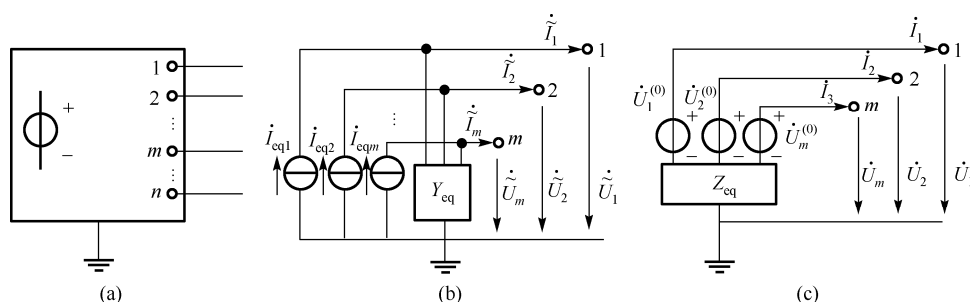 +
−
1
2
⋮
m
⋮
n
(a)
İ̃₁
1
İ̃₂
2
⋯
İ̃ₘ
m
İeq1
İeq2
İeqm
Yeq
U̇̃ₘ
U̇̃₂
U̇̃₁
(b)
İ₁
1
İ₂
2
İ₃
m
U̇₁⁽⁰⁾
U̇₂⁽⁰⁾
U̇ₘ⁽⁰⁾
+
+
+
−
−
−
Zeq
U̇ₘ
U̇₂
(c)